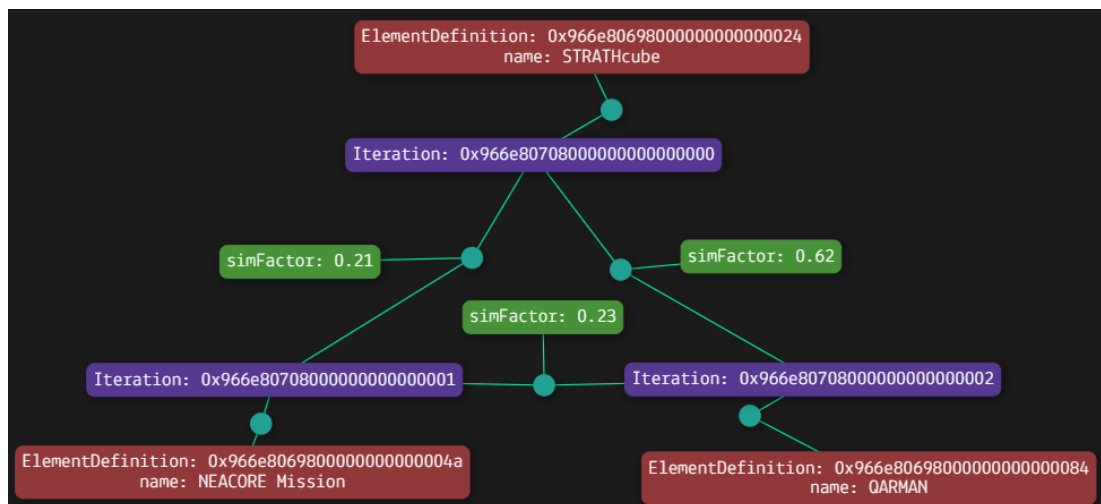 ElementDefinition: 0x966e80698000000000000024
name: STRATHcube
Iteration: 0x966e80708000000000000000
simFactor: 0.21
simFactor: 0.62
simFactor: 0.23
Iteration: 0x966e80708000000000000001
Iteration: 0x966e80708000000000000002
ElementDefinition: 0x966e8069800000000000004a
name: NEACORE Mission
ElementDefinition: 0x966e80698000000000000084
name: QARMAN